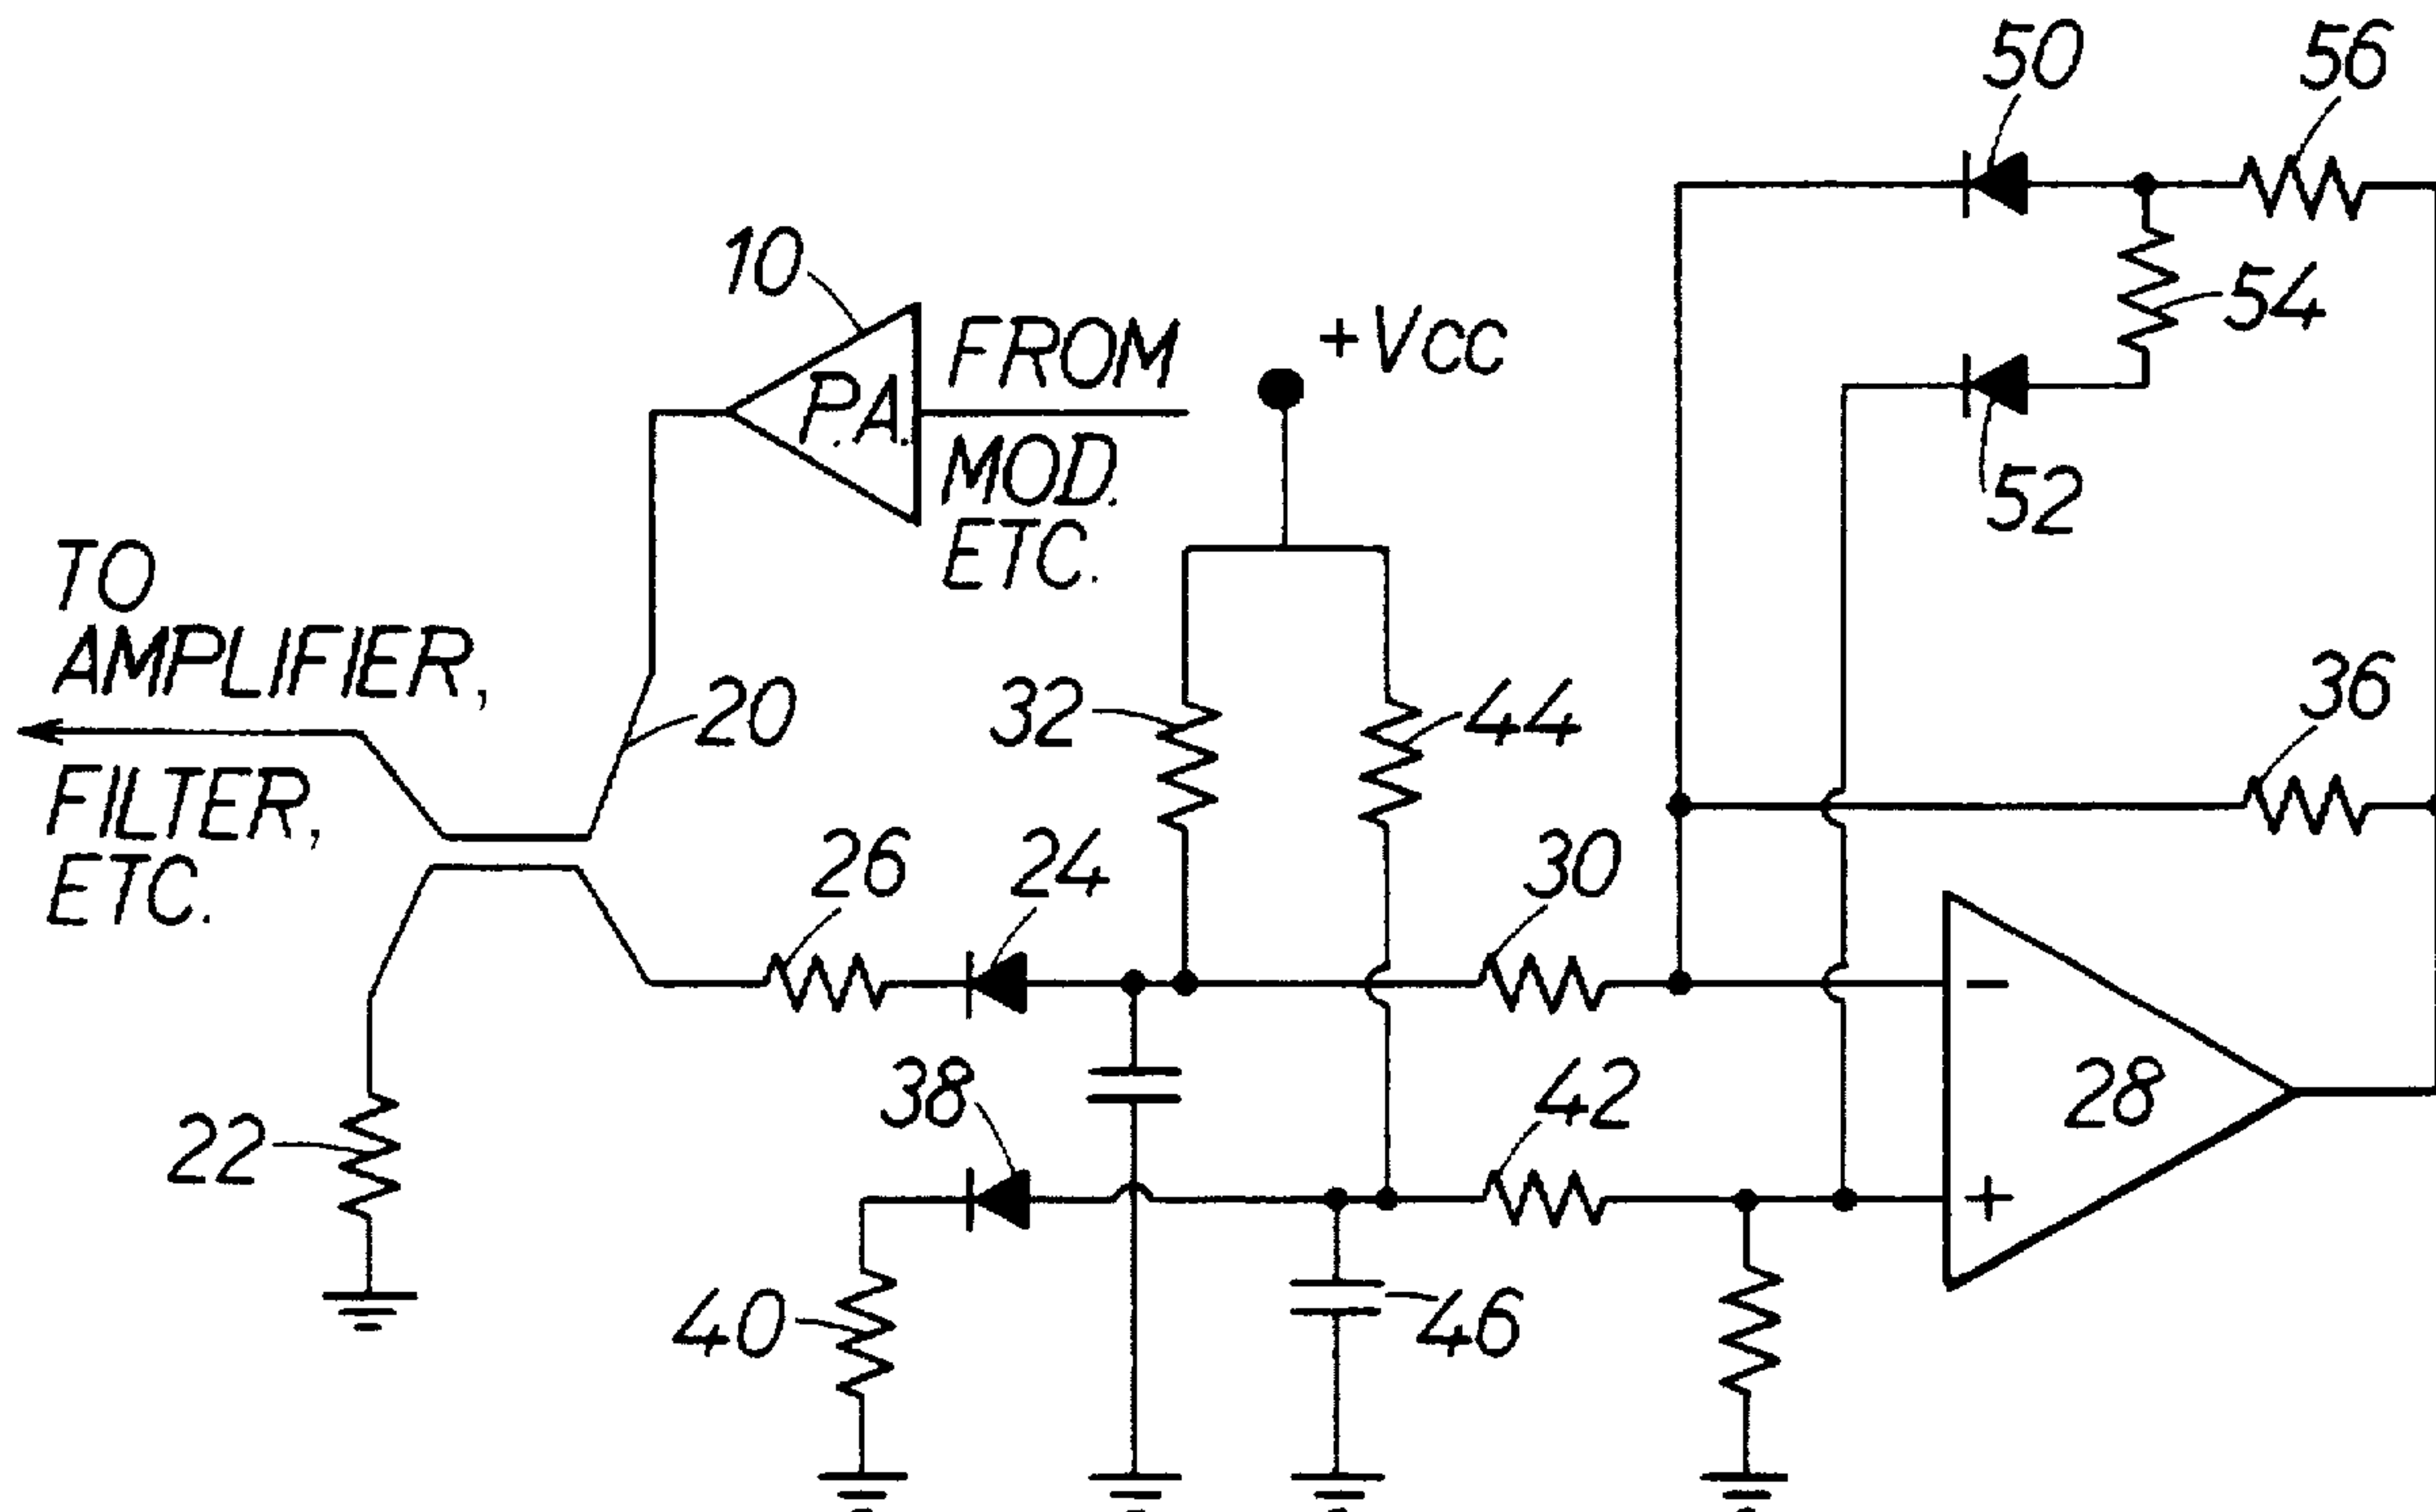 50
56
10
FROM
P.A.
MOD.
ETC.
+VCC
54
52
TO
AMPLIFIER,
FILTER,
ETC.
20
32
44
36
26
24
30
38
42
28
22
40
46
-
+